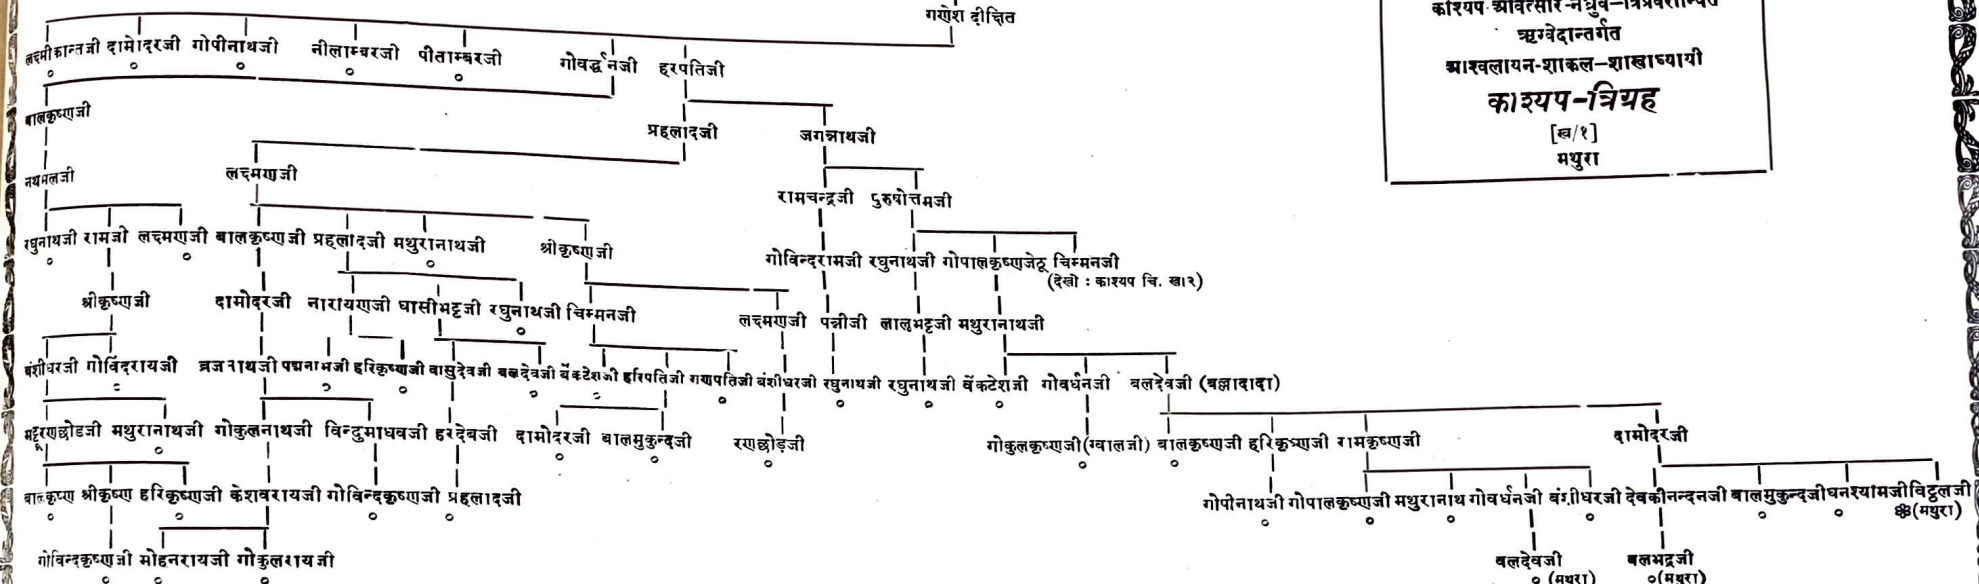 गणेश दीक्षित
काश्यप-आवत्सार-नैध्रुव-त्रिप्रवरान्वित
ऋग्वेदान्तर्गत
आश्वलायन-शाकल-शाखाध्यायी
काश्यप-त्रिग्रह
[ख/१]
मथुरा
लक्ष्मीकान्तजी दामोदरजी गोपीनाथजी नीलाम्बरजी पीताम्बरजी गोवर्द्धनजी हरपतिजी
बालकृष्णजी प्रहलादजी जगन्नाथजी
नथमलजी लक्ष्मणजी रामचन्द्रजी पुरुषोत्तमजी
रघुनाथजी रामजी लक्ष्मणजी बालकृष्णजी प्रहलादजी मथुरानाथजी श्रीकृष्णजी गोविन्दरामजी रघुनाथजी गोपालकृष्णजेठू चिम्मनजी
(देखो : काश्यप चि. खा२)
श्रीकृष्णजी दामोदरजी नारायणजी घासीभट्टजी रघुनाथजी चिम्मनजी लक्ष्मणजी पन्नीजी लालुभट्टजी मथुरानाथजी
बंशीधरजी गोविंदरायजी ब्रजनाथजी पद्मनाभजी हरिकृष्णजी वासुदेवजी बलदेवजी वेंकटेशजी हरिपतिजी गणपतिजी बंशीधरजी रघुनाथजी रघुनाथजी वेंकटेशजी गोवर्धनजी बलदेवजी (बल्लादादा)
मट्टूरणछोडजी मथुरानाथजी गोकुलनाथजी विन्दुमाधवजी हरदेवजी दामोदरजी बालमुकुन्दजी रणछोड़जी गोकुलकृष्णजी(ग्वालजी) बालकृष्णजी हरिकृष्णजी रामकृष्णजी दामोदरजी
बालकृष्ण श्रीकृष्ण हरिकृष्णजी केशवरायजी गोविन्दकृष्णजी प्रहलादजी गोपीनाथजी गोपालकृष्णजी मथुरानाथ गोवर्धनजी बंशीधरजी देवकीनन्दनजी बालमुकुन्दजी घनश्यामजी विट्ठलजी
(मथुरा)
गोविन्दकृष्णजी मोहनरायजी गोकुलरायजी बलदेवजी बलभद्रजी
(मथुरा) (मथुरा)